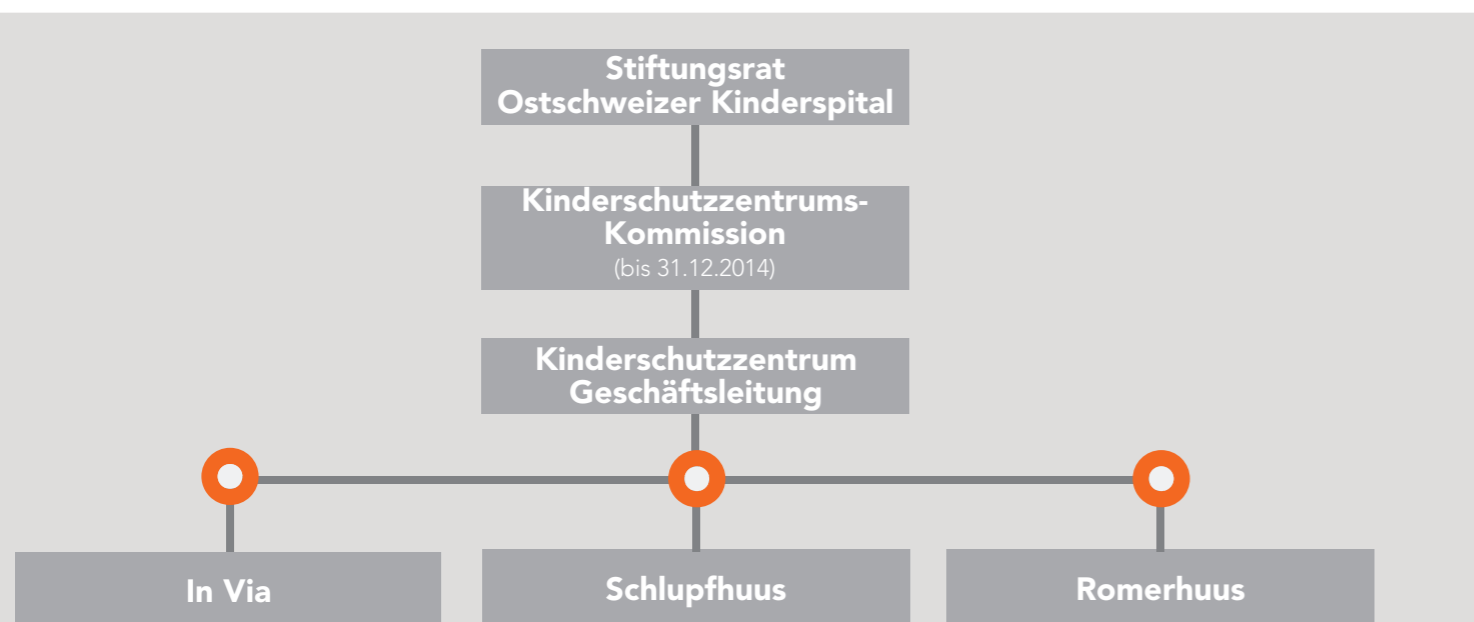 Stiftungsrat
Ostschweizer Kinderspital
Kinderschutzzentrums-
Kommission
(bis 31.12.2014)
Kinderschutzzentrum
Geschäftsleitung
In Via
Schlupfhuus
Romerhuus